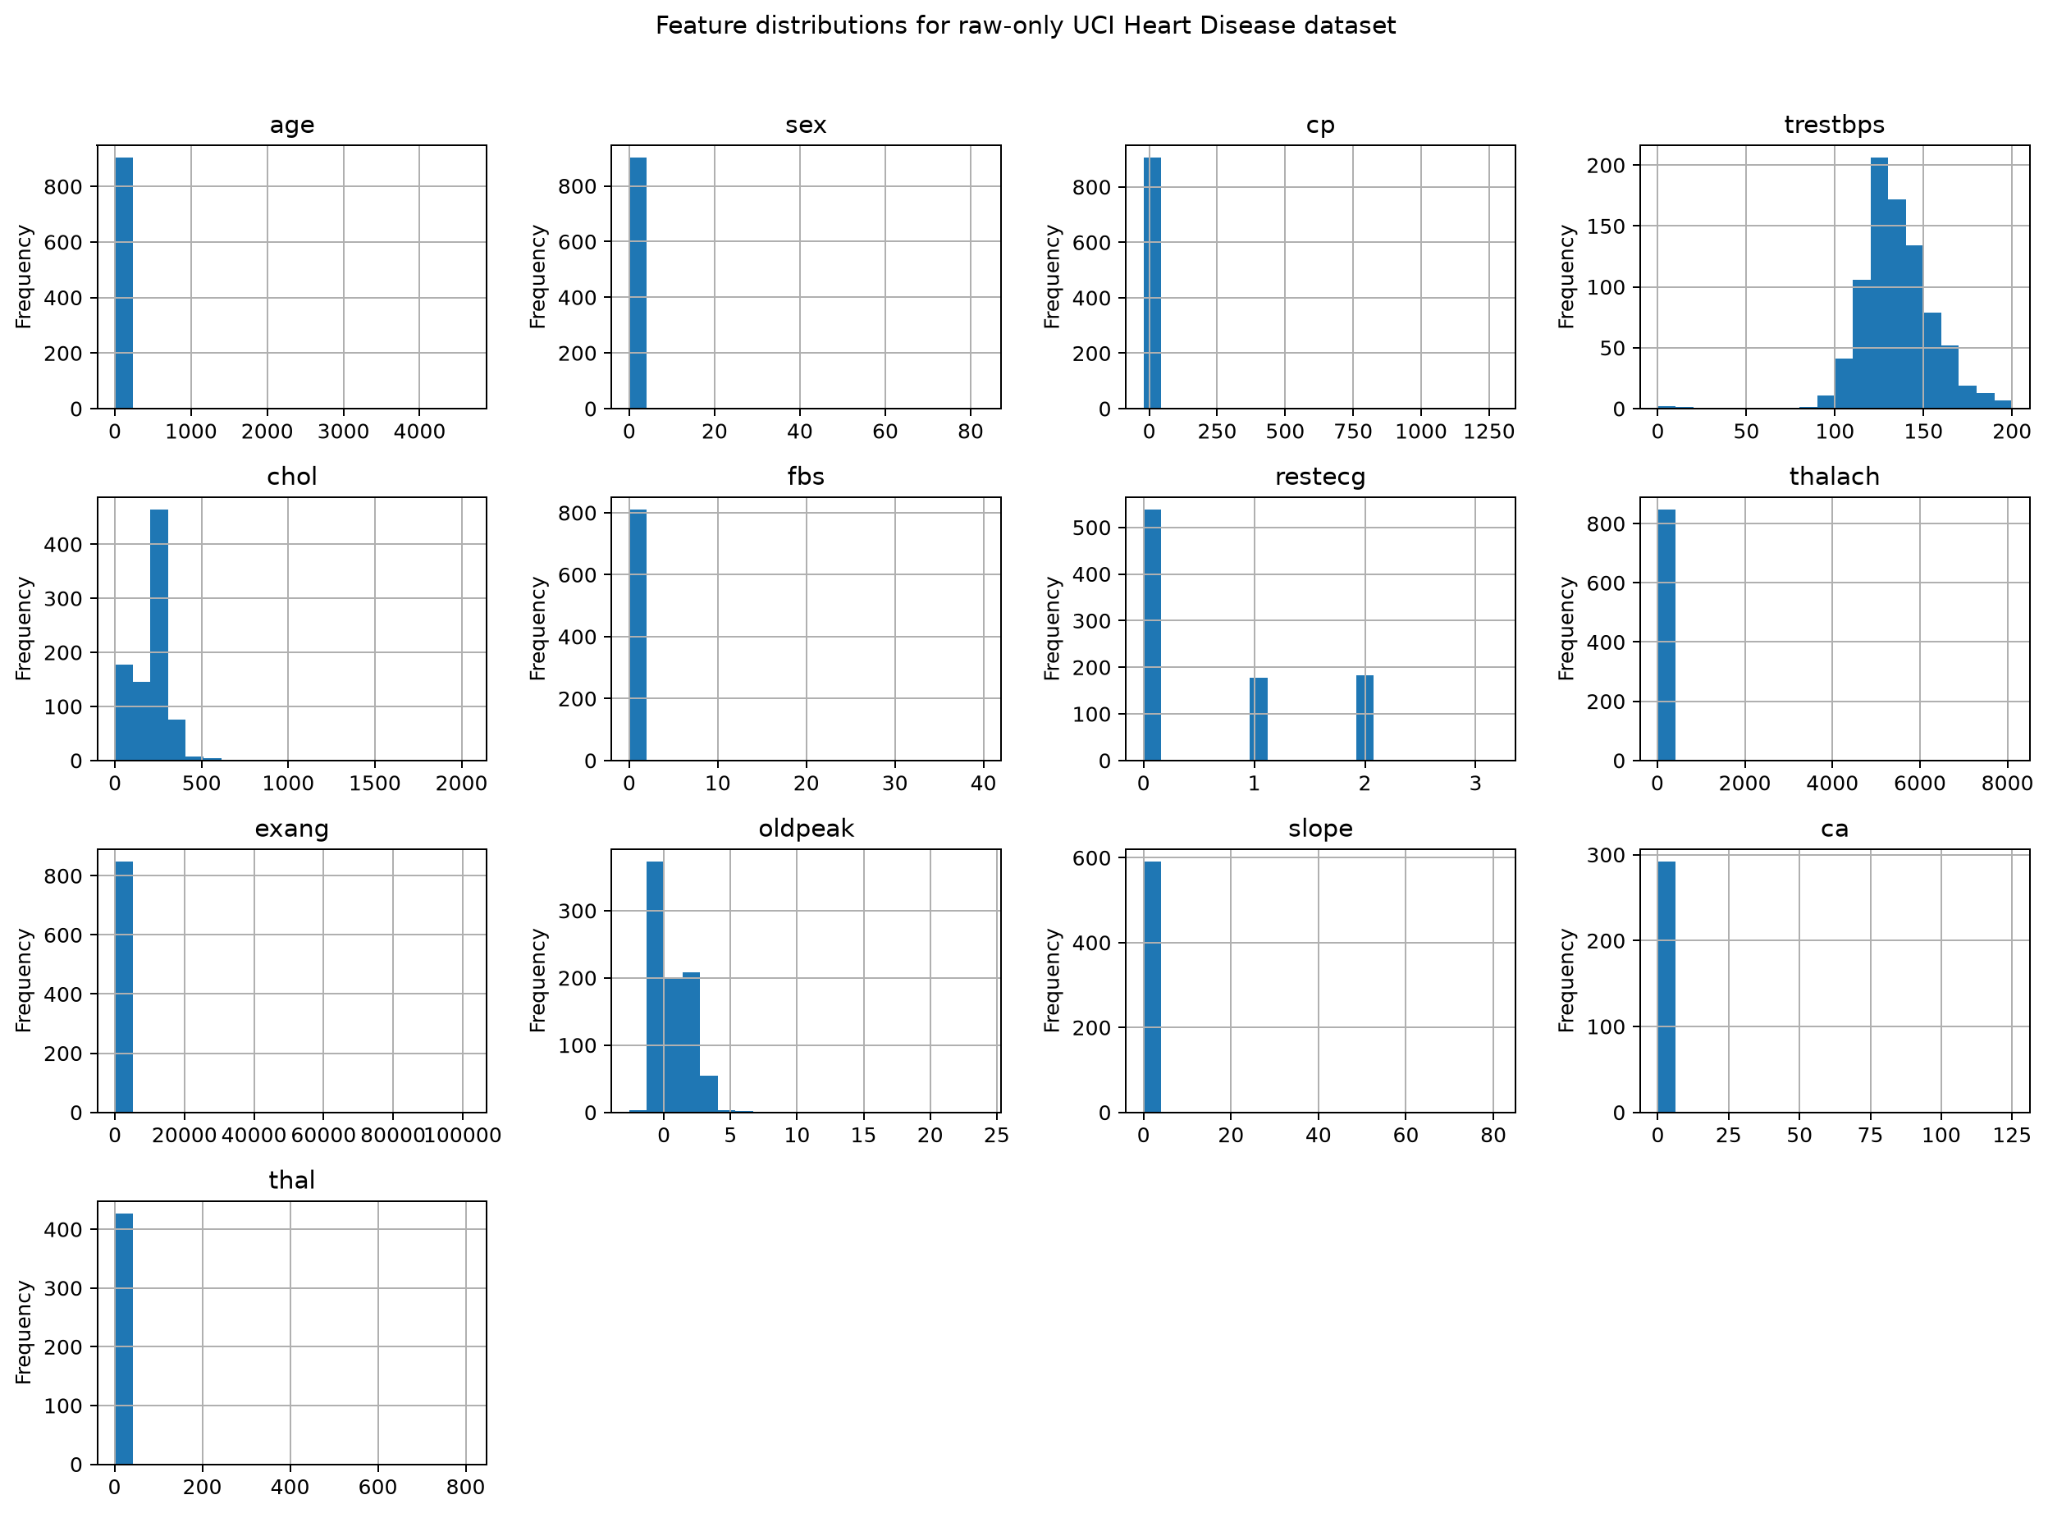 Feature distributions for raw-only UCI Heart Disease dataset
age
sex
cp
trestbps
Frequency
800
600
400
200
0
0 1000 2000 3000 4000
Frequency
800
600
400
200
0
0 20 40 60 80
Frequency
800
600
400
200
0
0 250 500 750 1000 1250
Frequency
200
150
100
50
0
0 50 100 150 200
chol
fbs
restecg
thalach
Frequency
400
300
200
100
0
0 500 1000 1500 2000
Frequency
800
600
400
200
0
0 10 20 30 40
Frequency
500
400
300
200
100
0
0 1 2 3
Frequency
800
600
400
200
0
0 2000 4000 6000 8000
exang
oldpeak
slope
ca
Frequency
800
600
400
200
0
0 20000 40000 60000 80000 100000
Frequency
300
200
100
0
0 5 10 15 20 25
Frequency
600
400
200
0
0 20 40 60 80
Frequency
300
200
100
0
0 25 50 75 100 125
thal
Frequency
400
300
200
100
0
0 200 400 600 800